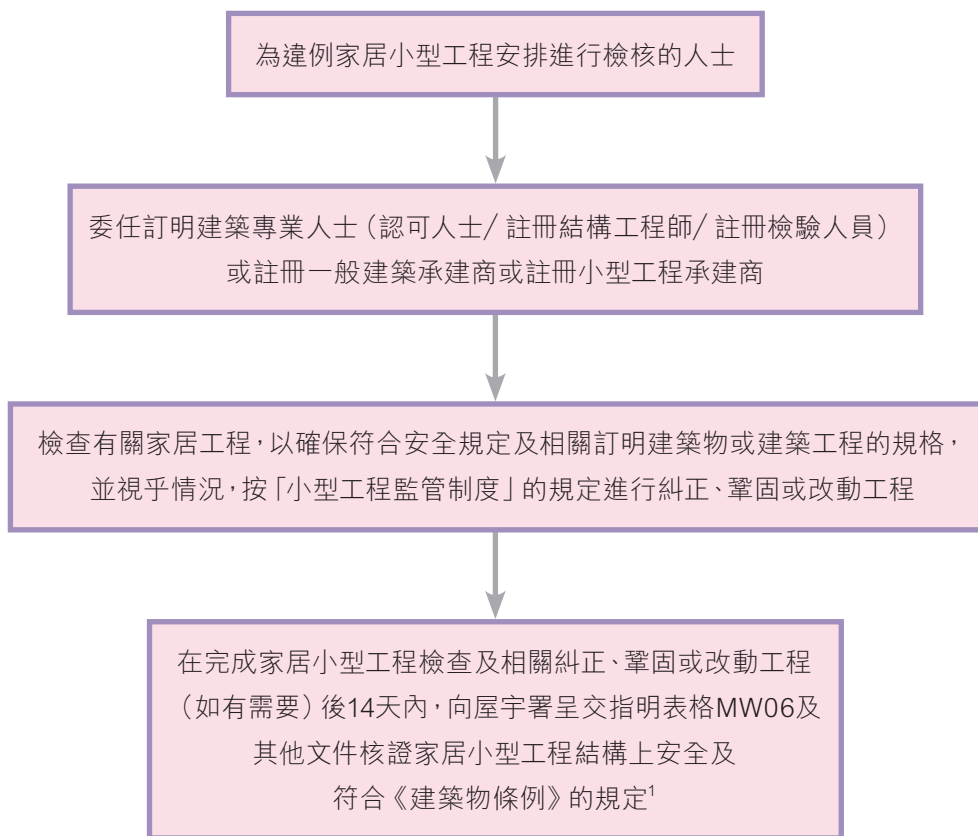 為違例家居小型工程安排進行檢核的人士
委任訂明建築專業人士（認可人士/ 註冊結構工程師/ 註冊檢驗人員）
或註冊一般建築承建商或註冊小型工程承建商
檢查有關家居工程，以確保符合安全規定及相關訂明建築物或建築工程的規格，
並視乎情況，按「小型工程監管制度」的規定進行糾正、鞏固或改動工程
在完成家居小型工程檢查及相關糾正、鞏固或改動工程
（如有需要）後14天內，向屋宇署呈交指明表格MW06及
其他文件核證家居小型工程結構上安全及
符合《建築物條例》的規定¹